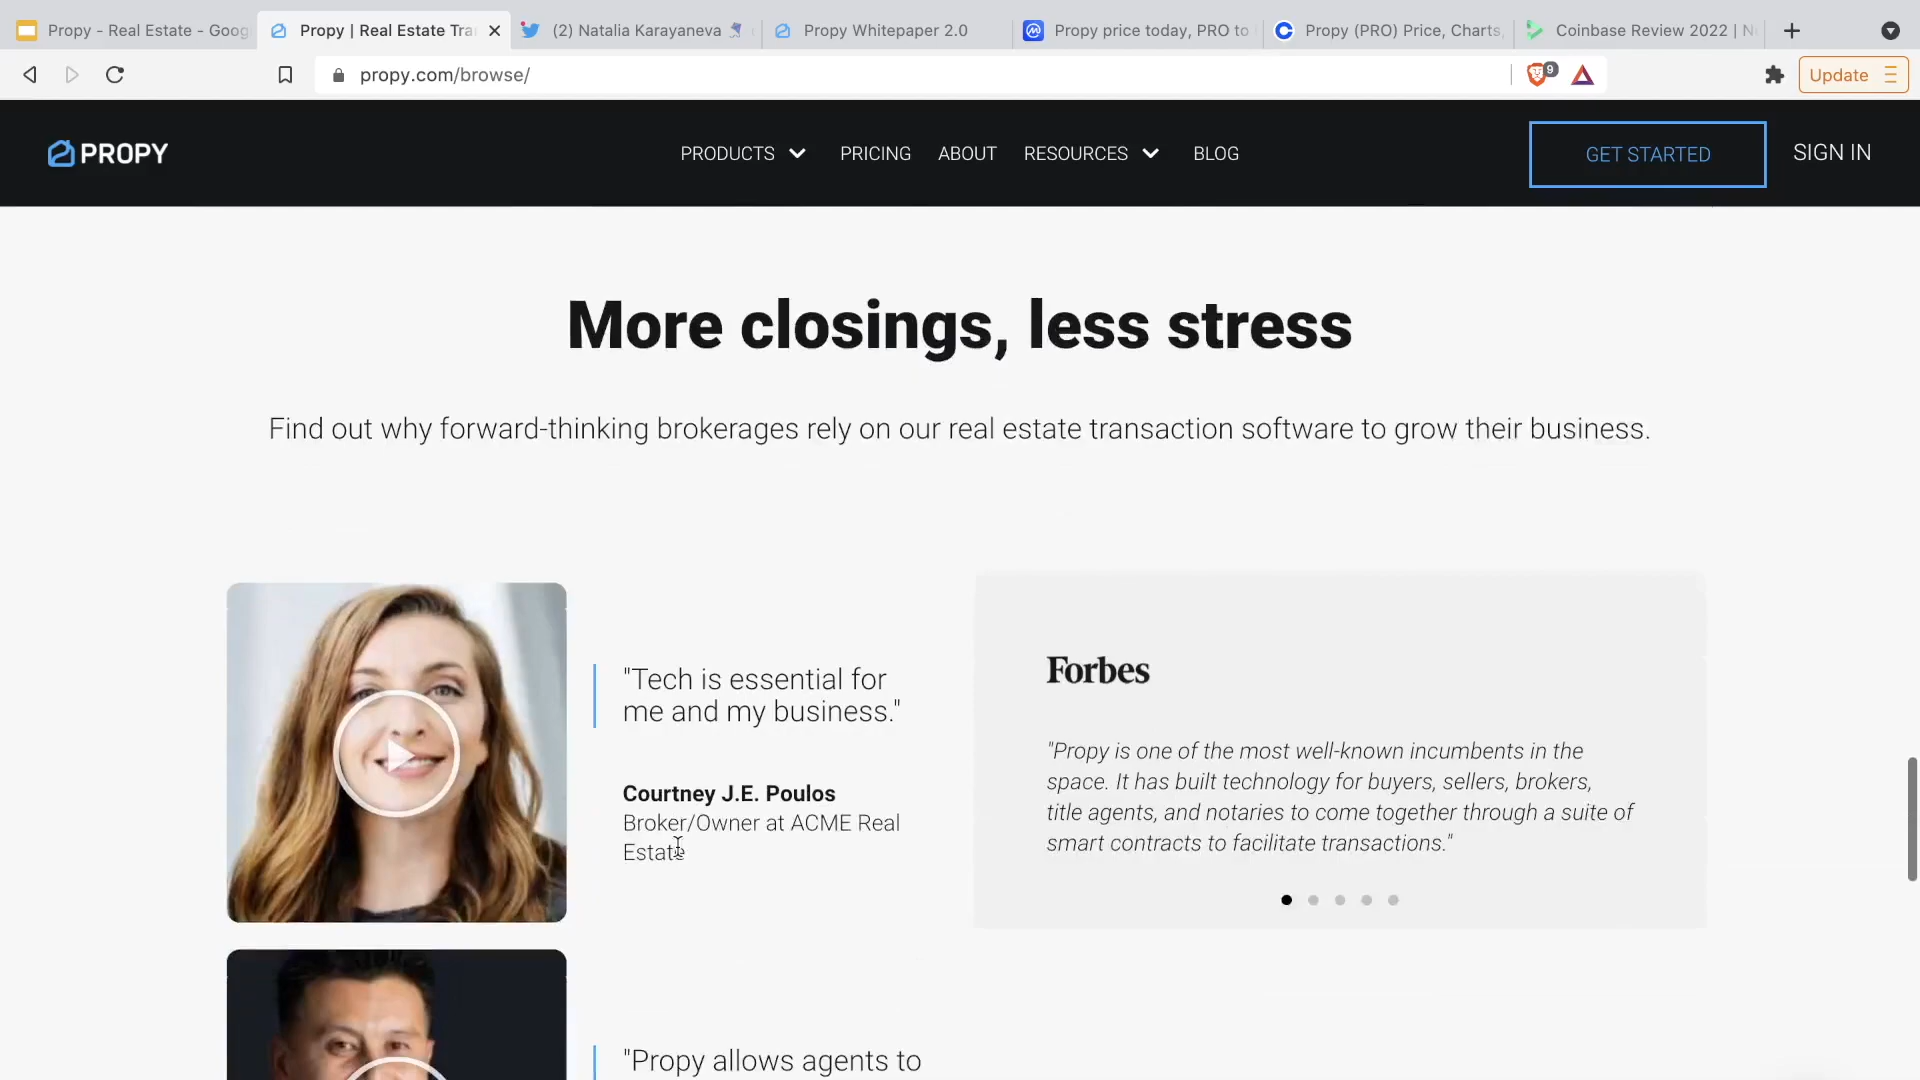 Propy - Real Estate - Goog
Propy | Real Estate Tra
(2) Natalia Karayaneva
Propy Whitepaper 2.0
Propy price today, PRO to
Propy (PRO) Price, Charts,
Coinbase Review 2022 | N
propy.com/browse/
9
Update
PROPY
PRODUCTS
PRICING
ABOUT
RESOURCES
BLOG
GET STARTED
SIGN IN
More closings, less stress
Find out why forward-thinking brokerages rely on our real estate transaction software to grow their business.
"Tech is essential for
me and my business."
Courtney J.E. Poulos
Broker/Owner at ACME Real
Estate
Forbes
"Propy is one of the most well-known incumbents in the
space. It has built technology for buyers, sellers, brokers,
title agents, and notaries to come together through a suite of
smart contracts to facilitate transactions."
"Propy allows agents to